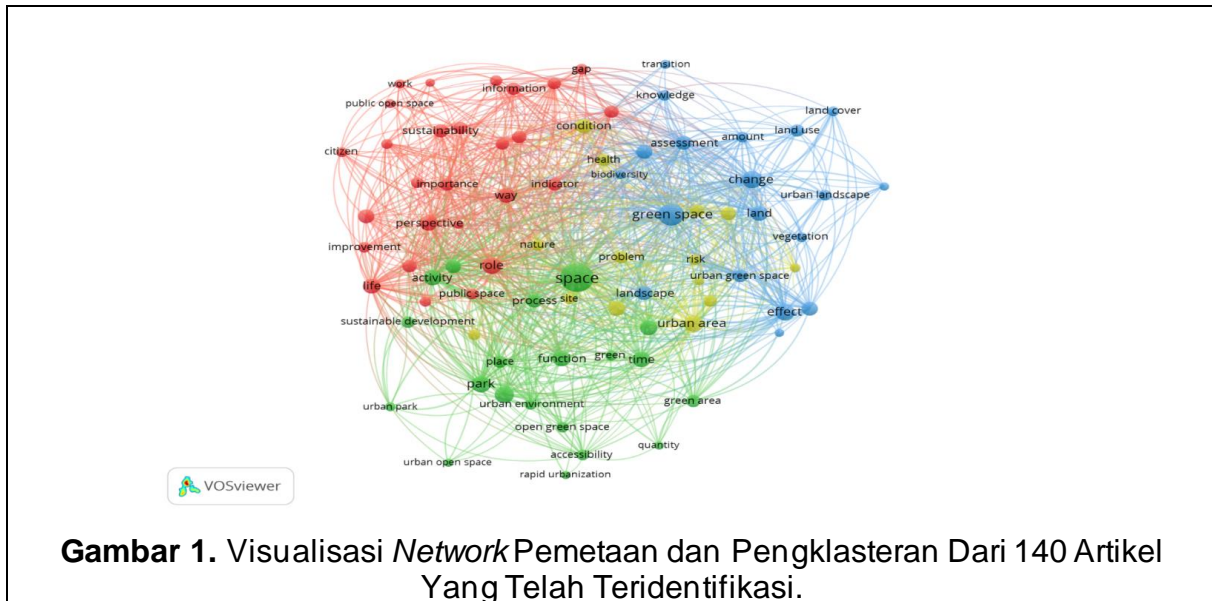 transition
gap
work
information
knowledge
public open space
land cover
condition
sustainability
assessment
amount
land use
citizen
health
biodiversity
importance
indicator
change
way
urban landscape
green space
land
perspective
vegetation
improvement
nature
problem
risk
role
activity
space
urban green space
life
public space
process
site
landscape
effect
sustainable development
urban area
place
function
green
time
park
urban park
urban environment
green area
open green space
quantity
accessibility
urban open space
rapid urbanization
VOSviewer
Gambar 1. Visualisasi Network Pemetaan dan Pengklasteran Dari 140 Artikel
Yang Telah Teridentifikasi.